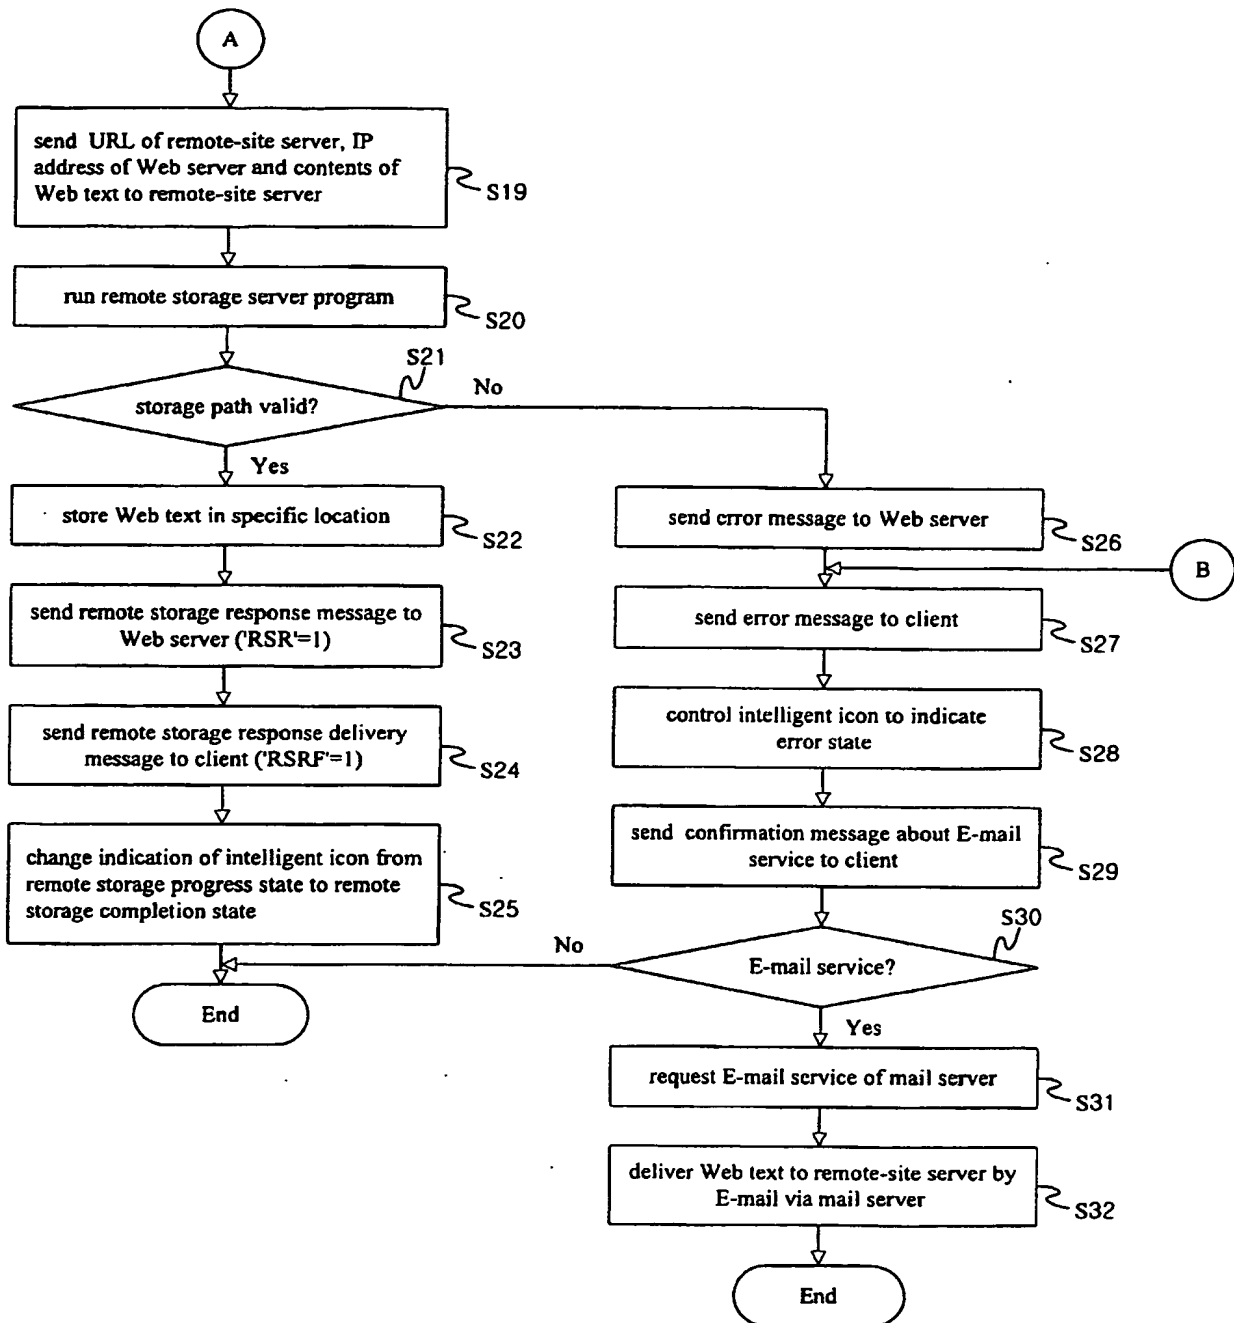 A
send URL of remote-site server, IP
address of Web server and contents of
Web text to remote-site server
S19
run remote storage server program
S20
S21
storage path valid?
No
Yes
store Web text in specific location
S22
send error message to Web server
S26
B
send remote storage response message to
Web server ('RSR'=1)
S23
send error message to client
S27
send remote storage response delivery
message to client ('RSRF'=1)
S24
control intelligent icon to indicate
error state
S28
change indication of intelligent icon from
remote storage progress state to remote
storage completion state
S25
send confirmation message about E-mail
service to client
S29
S30
E-mail service?
No
End
Yes
request E-mail service of mail server
S31
deliver Web text to remote-site server by
E-mail via mail server
S32
End